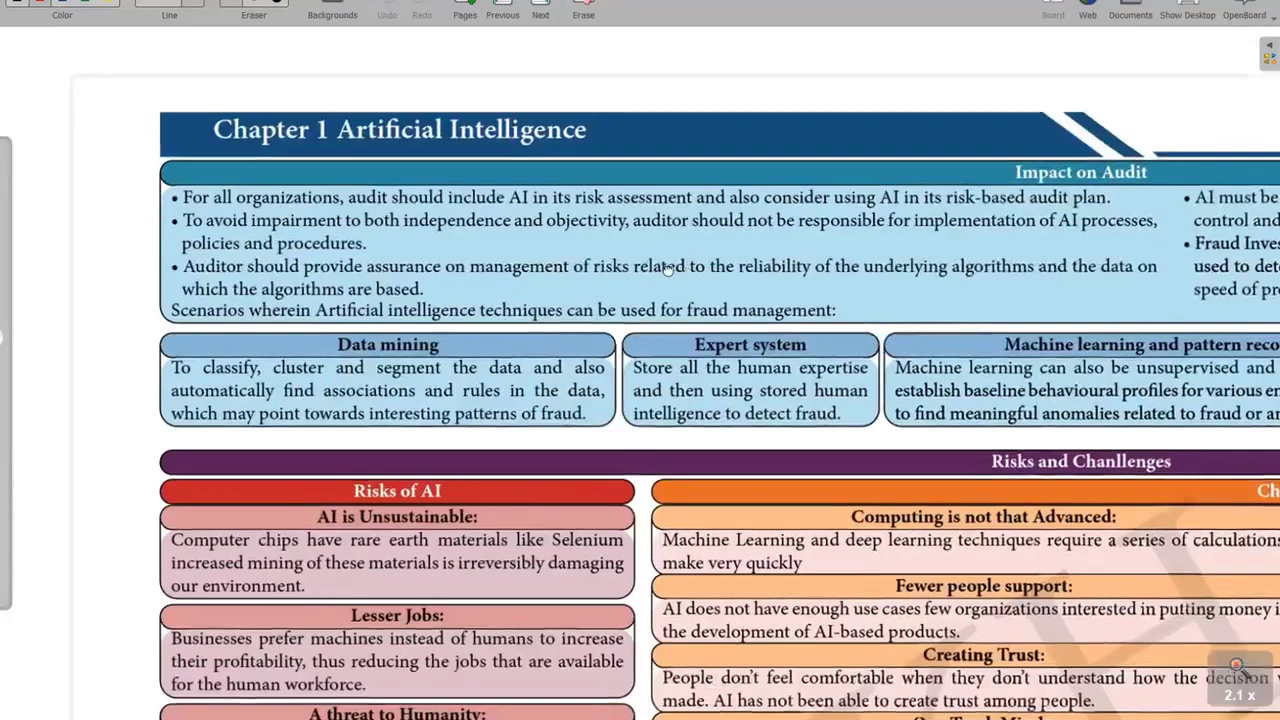 Color Line Eraser Backgrounds Undo Redo Pages Previous Next Erase Board Web Documents Show Desktop OpenBoard
Chapter 1 Artificial Intelligence
Impact on Audit
• For all organizations, audit should include AI in its risk assessment and also consider using AI in its risk-based audit plan.
• To avoid impairment to both independence and objectivity, auditor should not be responsible for implementation of AI processes,
policies and procedures.
• Auditor should provide assurance on management of risks related to the reliability of the underlying algorithms and the data on
which the algorithms are based.
Scenarios wherein Artificial intelligence techniques can be used for fraud management:
• AI must be
control and
• Fraud Inves
used to dete
speed of pr
Data mining
To classify, cluster and segment the data and also
automatically find associations and rules in the data,
which may point towards interesting patterns of fraud.
Expert system
Store all the human expertise
and then using stored human
intelligence to detect fraud.
Machine learning and pattern reco
Machine learning can also be unsupervised and
establish baseline behavioural profiles for various en
to find meaningful anomalies related to fraud or an
Risks and Chanllenges
Risks of AI
AI is Unsustainable:
Computer chips have rare earth materials like Selenium
increased mining of these materials is irreversibly damaging
our environment.
Lesser Jobs:
Businesses prefer machines instead of humans to increase
their profitability, thus reducing the jobs that are available
for the human workforce.
A threat to Humanity:
Ch
Computing is not that Advanced:
Machine Learning and deep learning techniques require a series of calculations
make very quickly
Fewer people support:
AI does not have enough use cases few organizations interested in putting money i
the development of AI-based products.
Creating Trust:
People don't feel comfortable when they don't understand how the decision
made. AI has not been able to create trust among people.
2.1 x